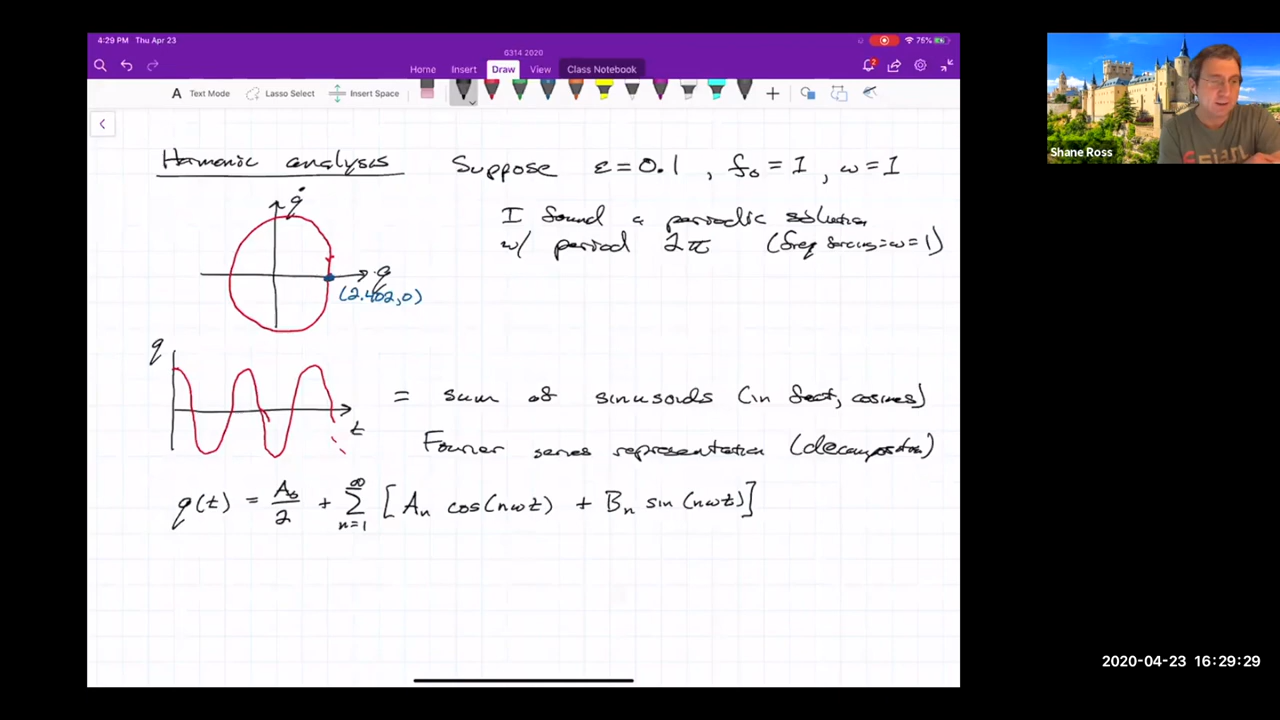 4:29 PM Thu Apr 23
75%
6314 2020
Home Insert Draw View Class Notebook
2
A Text Mode Lasso Select Insert Space
Harmonic analysis Suppose ε = 0.1 , f₀ = 1 , ω = 1
I found a periodic solution
w/ period 2π (freq forcing = ω = 1)
q̇
q
(2.402,0)
q
t
= sum of sinusoids (in fact, cosines)
Fourier series representation (decomposition)
q(t) = A₀/2 + ∑_{n=1}^{∞} [Aₙ cos(nωt) + Bₙ sin(nωt)]
Shane Ross
2020-04-23 16:29:29